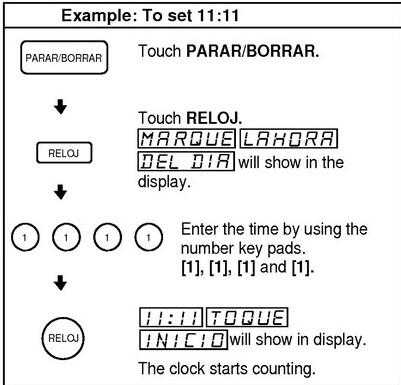 Example: To set 11:11
PARAR/BORRAR
Touch PARAR/BORRAR.
RELOJ
Touch RELOJ.
MARQUE LAHORA
DEL DIA will show in the
display.
1 1 1 1
Enter the time by using the
number key pads.
[1], [1], [1] and [1].
RELOJ
11:11 TOQUE
INICIO will show in display.
The clock starts counting.